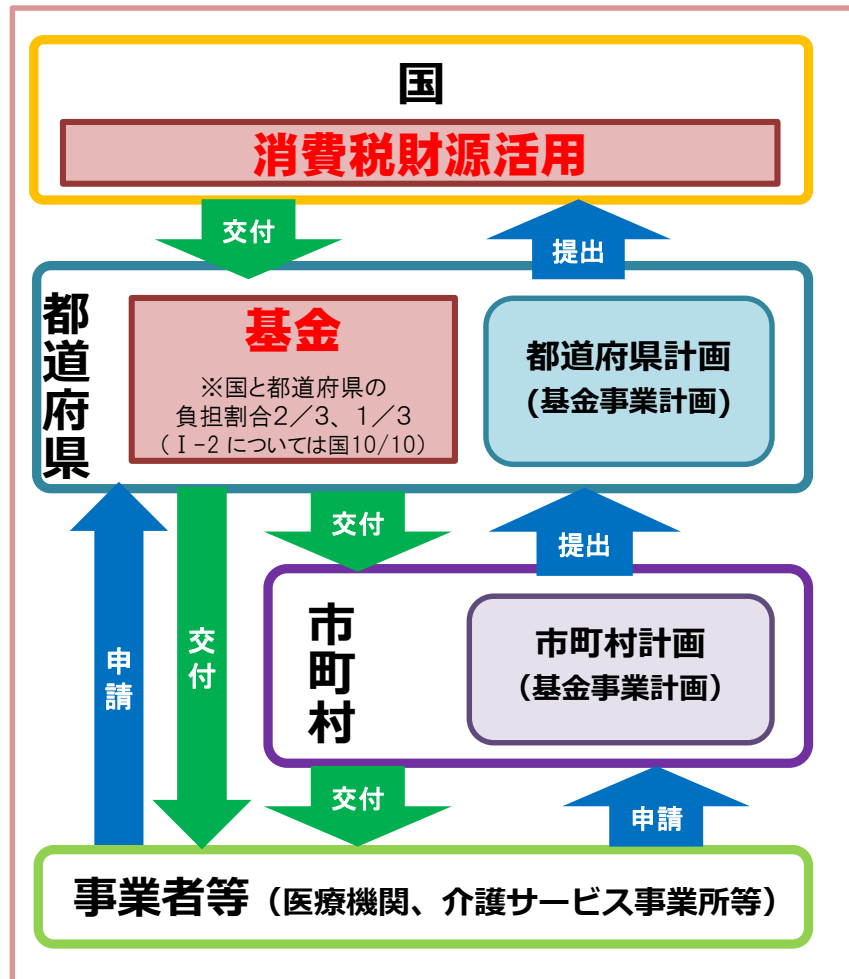 国
消費税財源活用
交付
提出
都道府県
基金
※国と都道府県の
負担割合2/3、1/3
(Ⅰ-2 については国10/10)
都道府県計画
(基金事業計画)
交付
提出
申請
交付
市町村
市町村計画
(基金事業計画)
交付
申請
事業者等(医療機関、介護サービス事業所等)